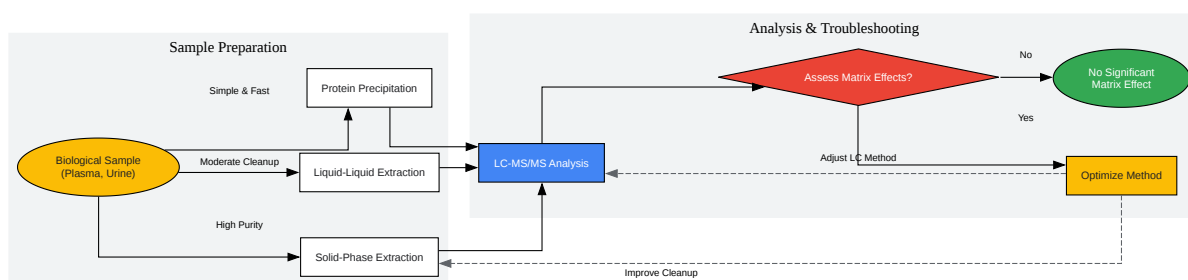 Analysis & Troubleshooting
Sample Preparation
No
No Significant
Matrix Effect
Assess Matrix Effects?
Protein Precipitation
Simple & Fast
Yes
Biological Sample
(Plasma, Urine)
Moderate Cleanup
Liquid-Liquid Extraction
LC-MS/MS Analysis
Adjust LC Method
Optimize Method
High Purity
Solid-Phase Extraction
Improve Cleanup